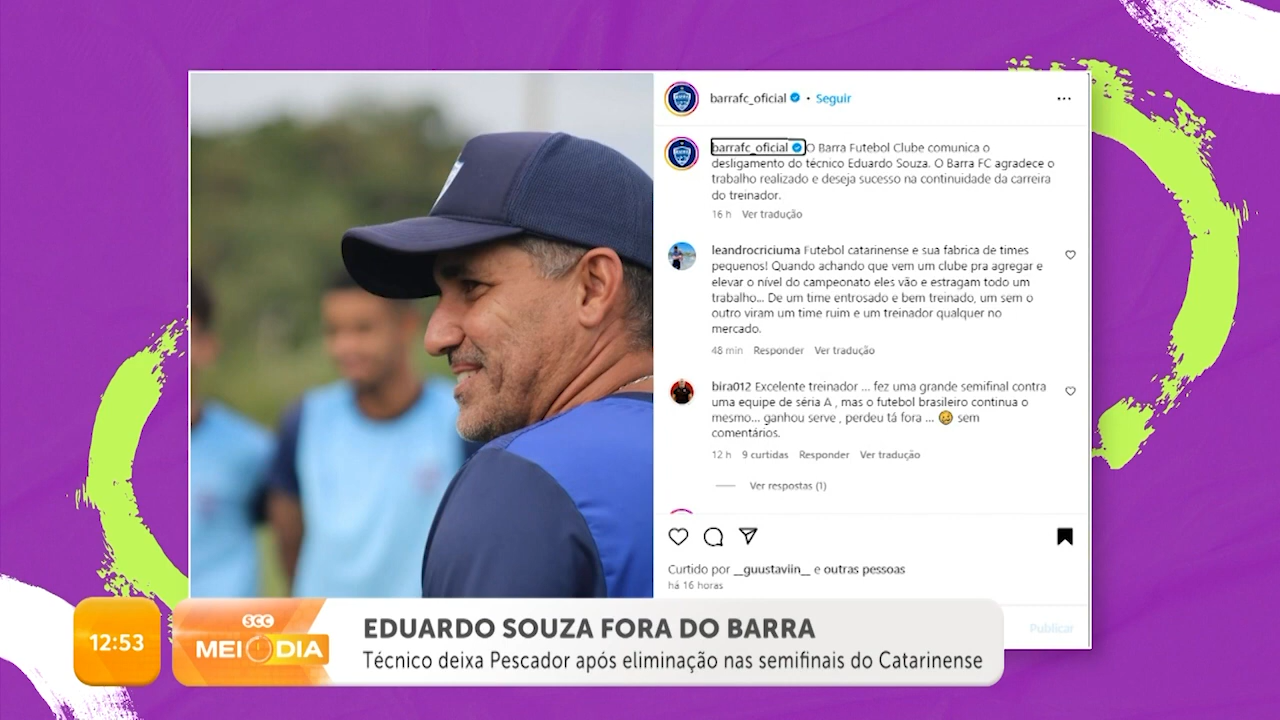 barrafc_oficial • Seguir
barrafc_oficial O Barra Futebol Clube comunica o
desligamento do técnico Eduardo Souza. O Barra FC agradece o
trabalho realizado e deseja sucesso na continuidade da carreira
do treinador.
16 h Ver tradução
leandrocriciuma Futebol catarinense e sua fabrica de times
pequenos! Quando achando que vem um clube pra agregar e
elevar o nível do campeonato eles vão e estragam todo um
trabalho... De um time entrosado e bem treinado, um sem o
outro viram um time ruim e um treinador qualquer no
mercado.
48 min Responder Ver tradução
bira012 Excelente treinador ... fez uma grande semifinal contra
uma equipe de séria A , mas o futebol brasileiro continua o
mesmo... ganhou serve , perdeu tá fora ... 🥴 sem
comentários.
12 h 9 curtidas Responder Ver tradução
Ver respostas (1)
Curtido por __guustaviin__ e outras pessoas
há 16 horas
Publicar
12:53
SCC
MEIO DIA
EDUARDO SOUZA FORA DO BARRA
Técnico deixa Pescador após eliminação nas semifinais do Catarinense